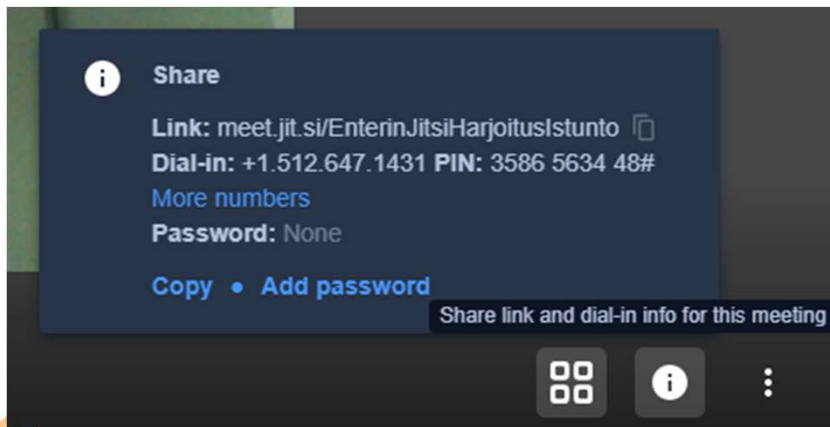 Share
Link: meet.jit.si/EnterinJitsiHarjoitusIstunto
Dial-in: +1.512.647.1431 PIN: 3586 5634 48#
More numbers
Password: None
Copy • Add password
Share link and dial-in info for this meeting